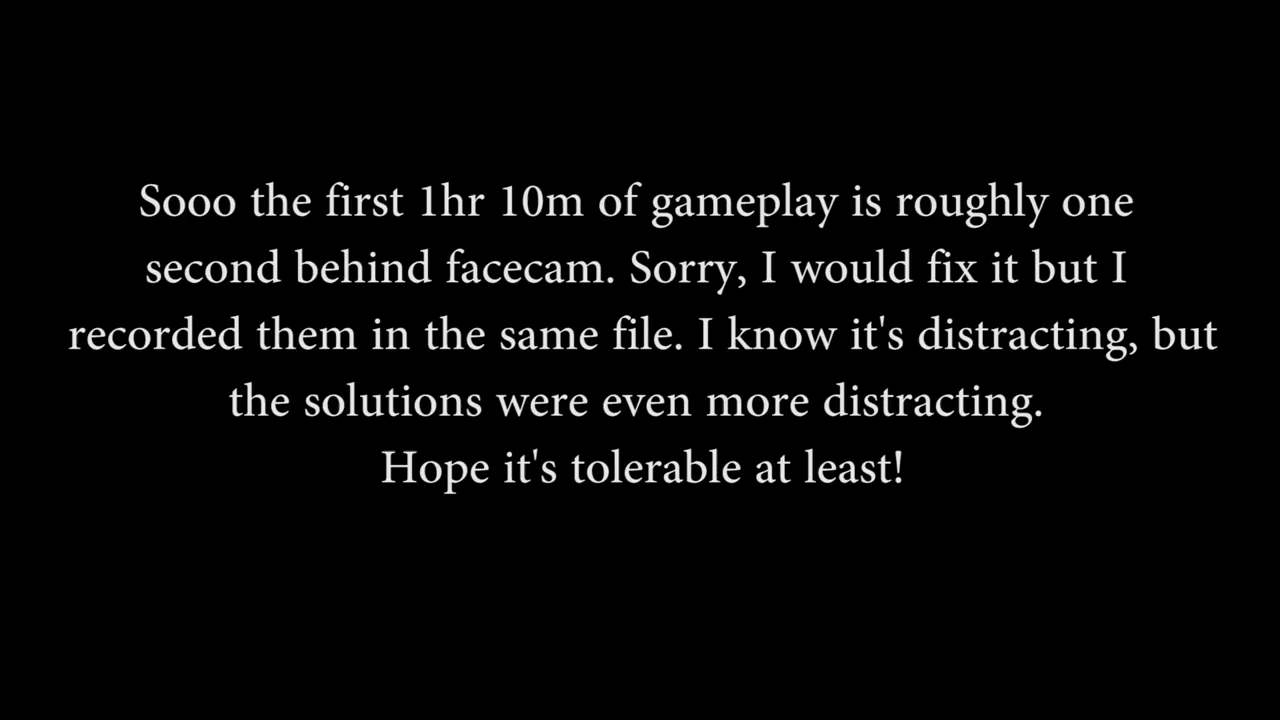 Sooo the first 1hr 10m of gameplay is roughly one
second behind facecam. Sorry, I would fix it but I
recorded them in the same file. I know it's distracting, but
the solutions were even more distracting.
Hope it's tolerable at least!